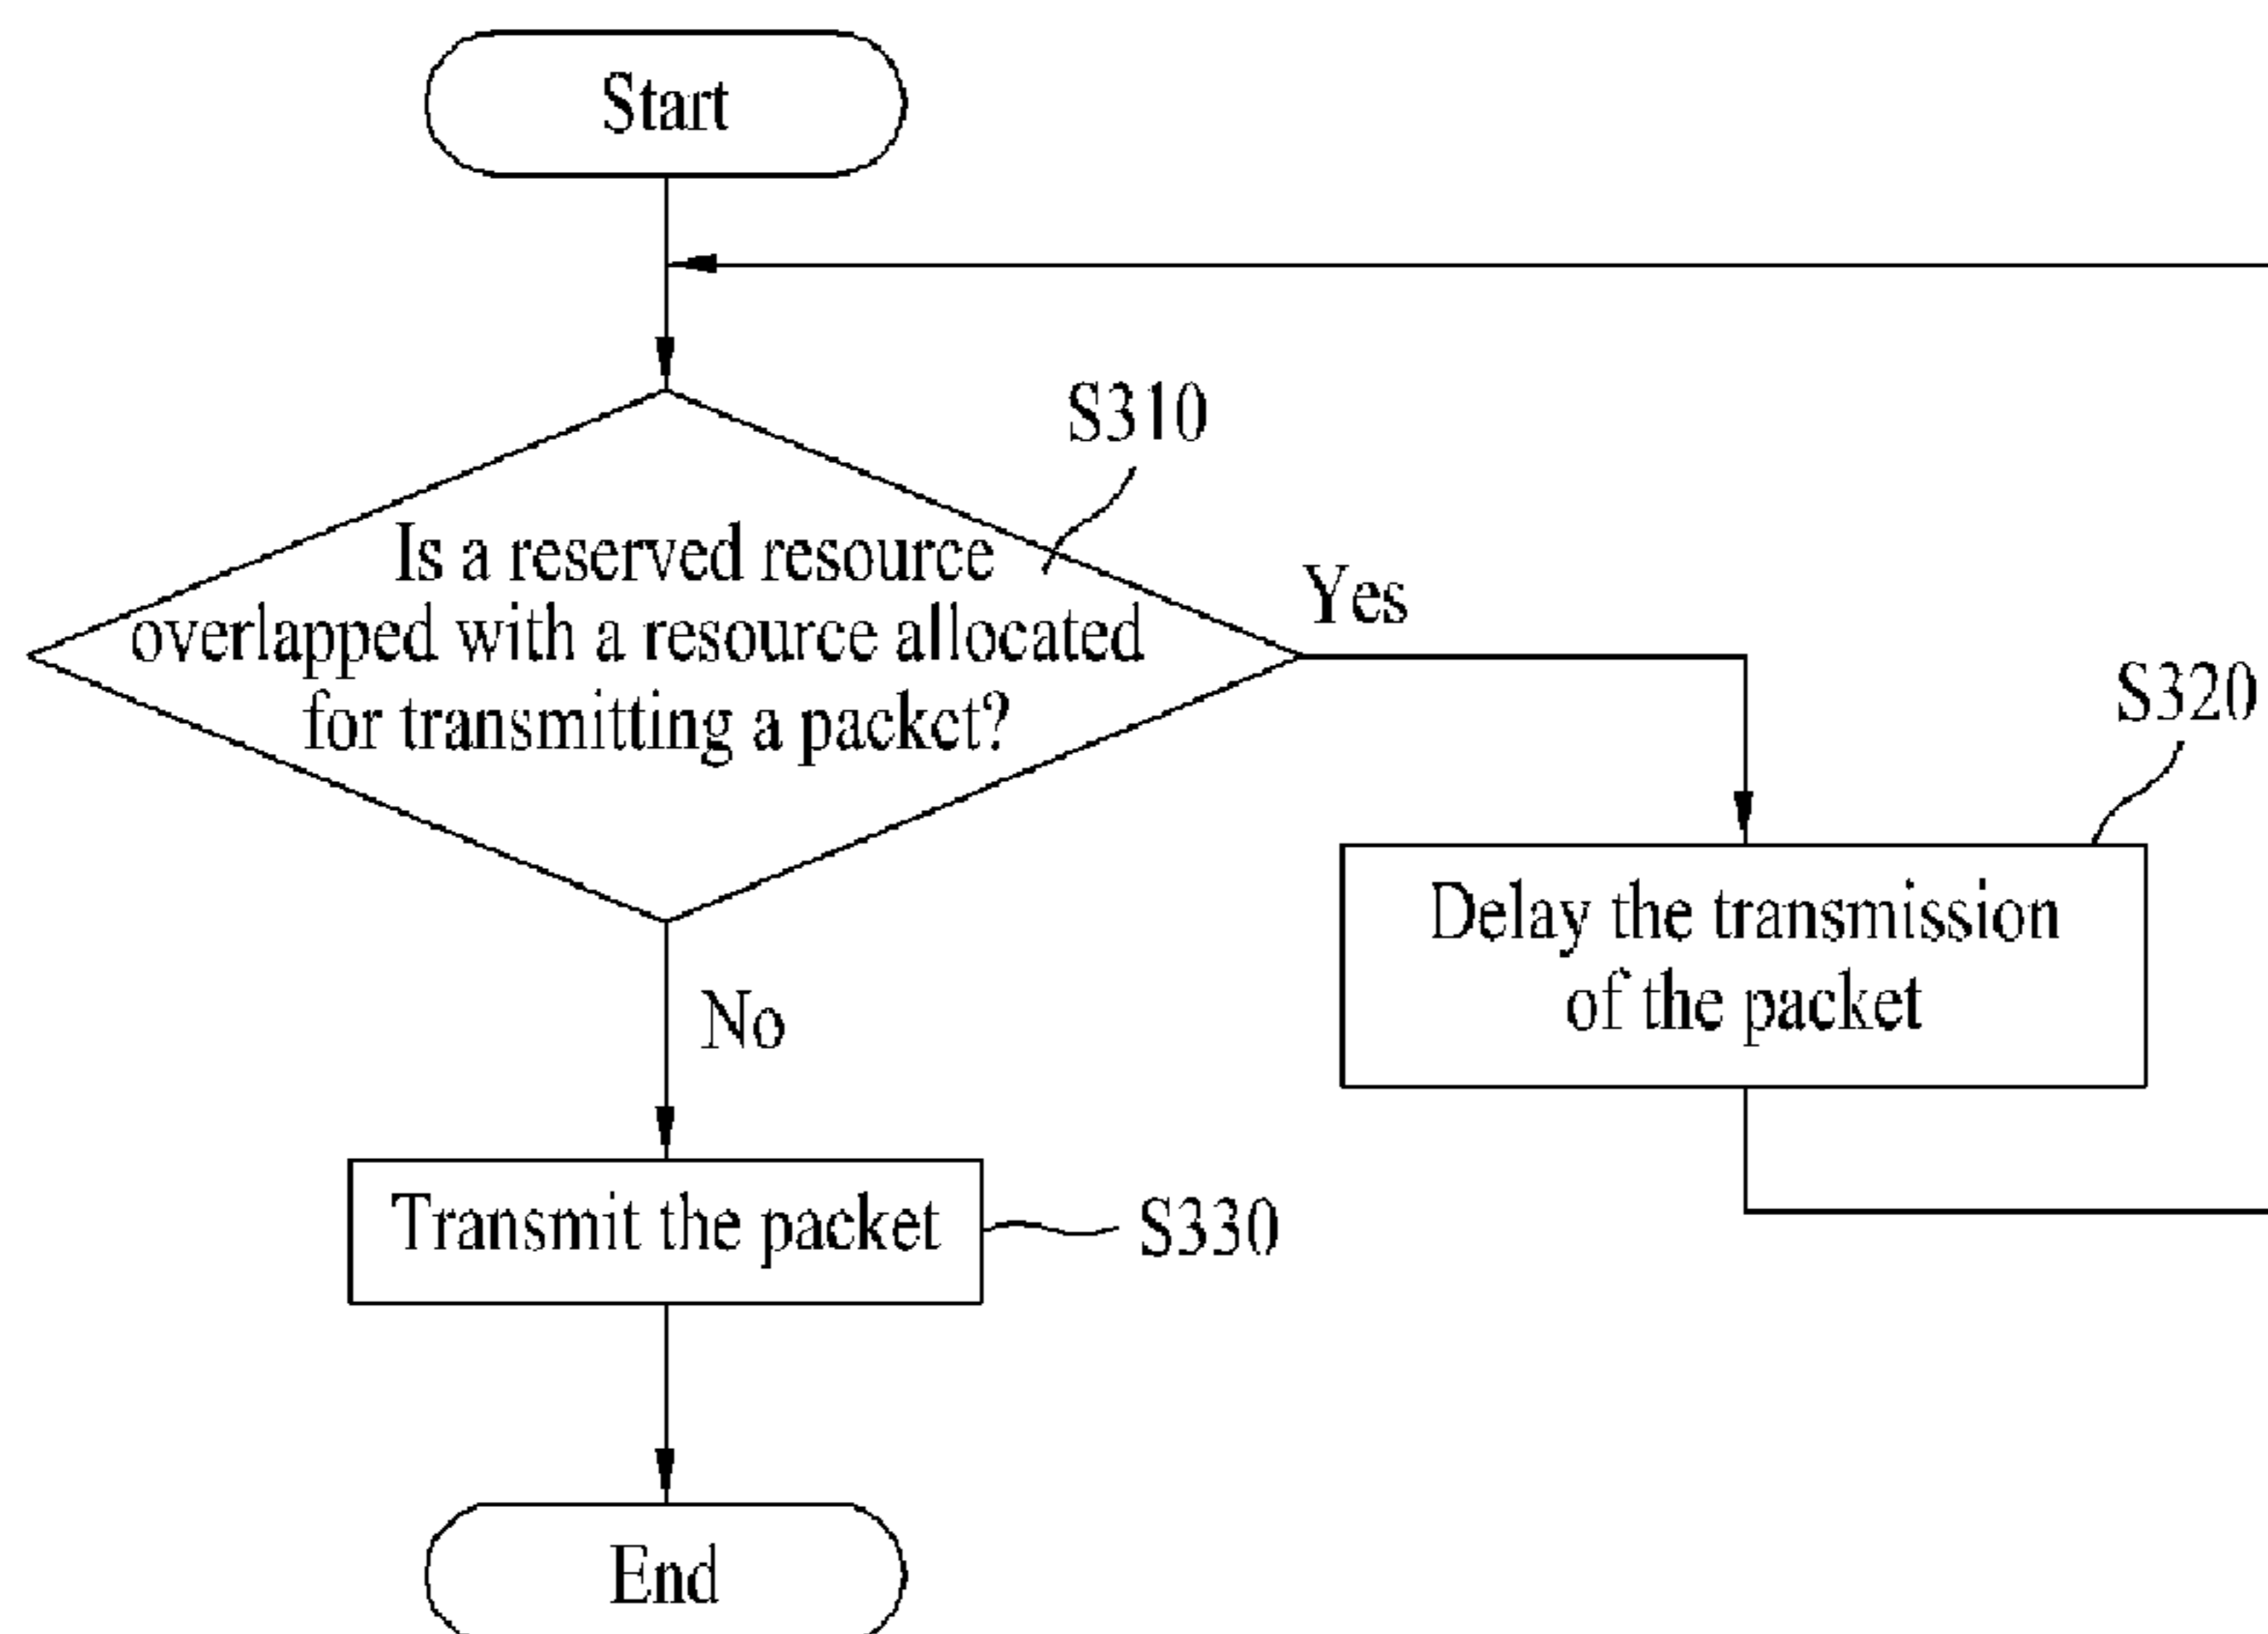 Start
S310
Is a reserved resource
overlapped with a resource allocated
for transmitting a packet?
Yes
S320
Delay the transmission
of the packet
No
Transmit the packet
S330
End